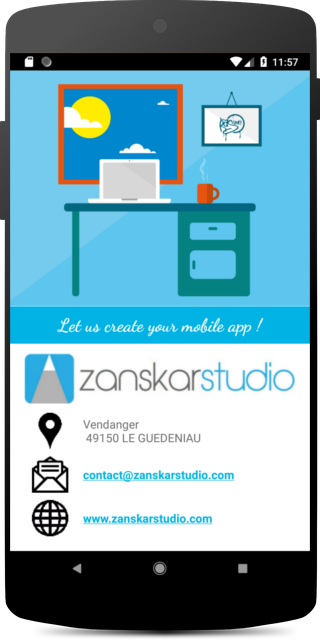 11:57
Let us create your mobile app !
zanskarstudio
Vendanger
49150 LE GUEDENIAU
contact@zanskarstudio.com
www.zanskarstudio.com